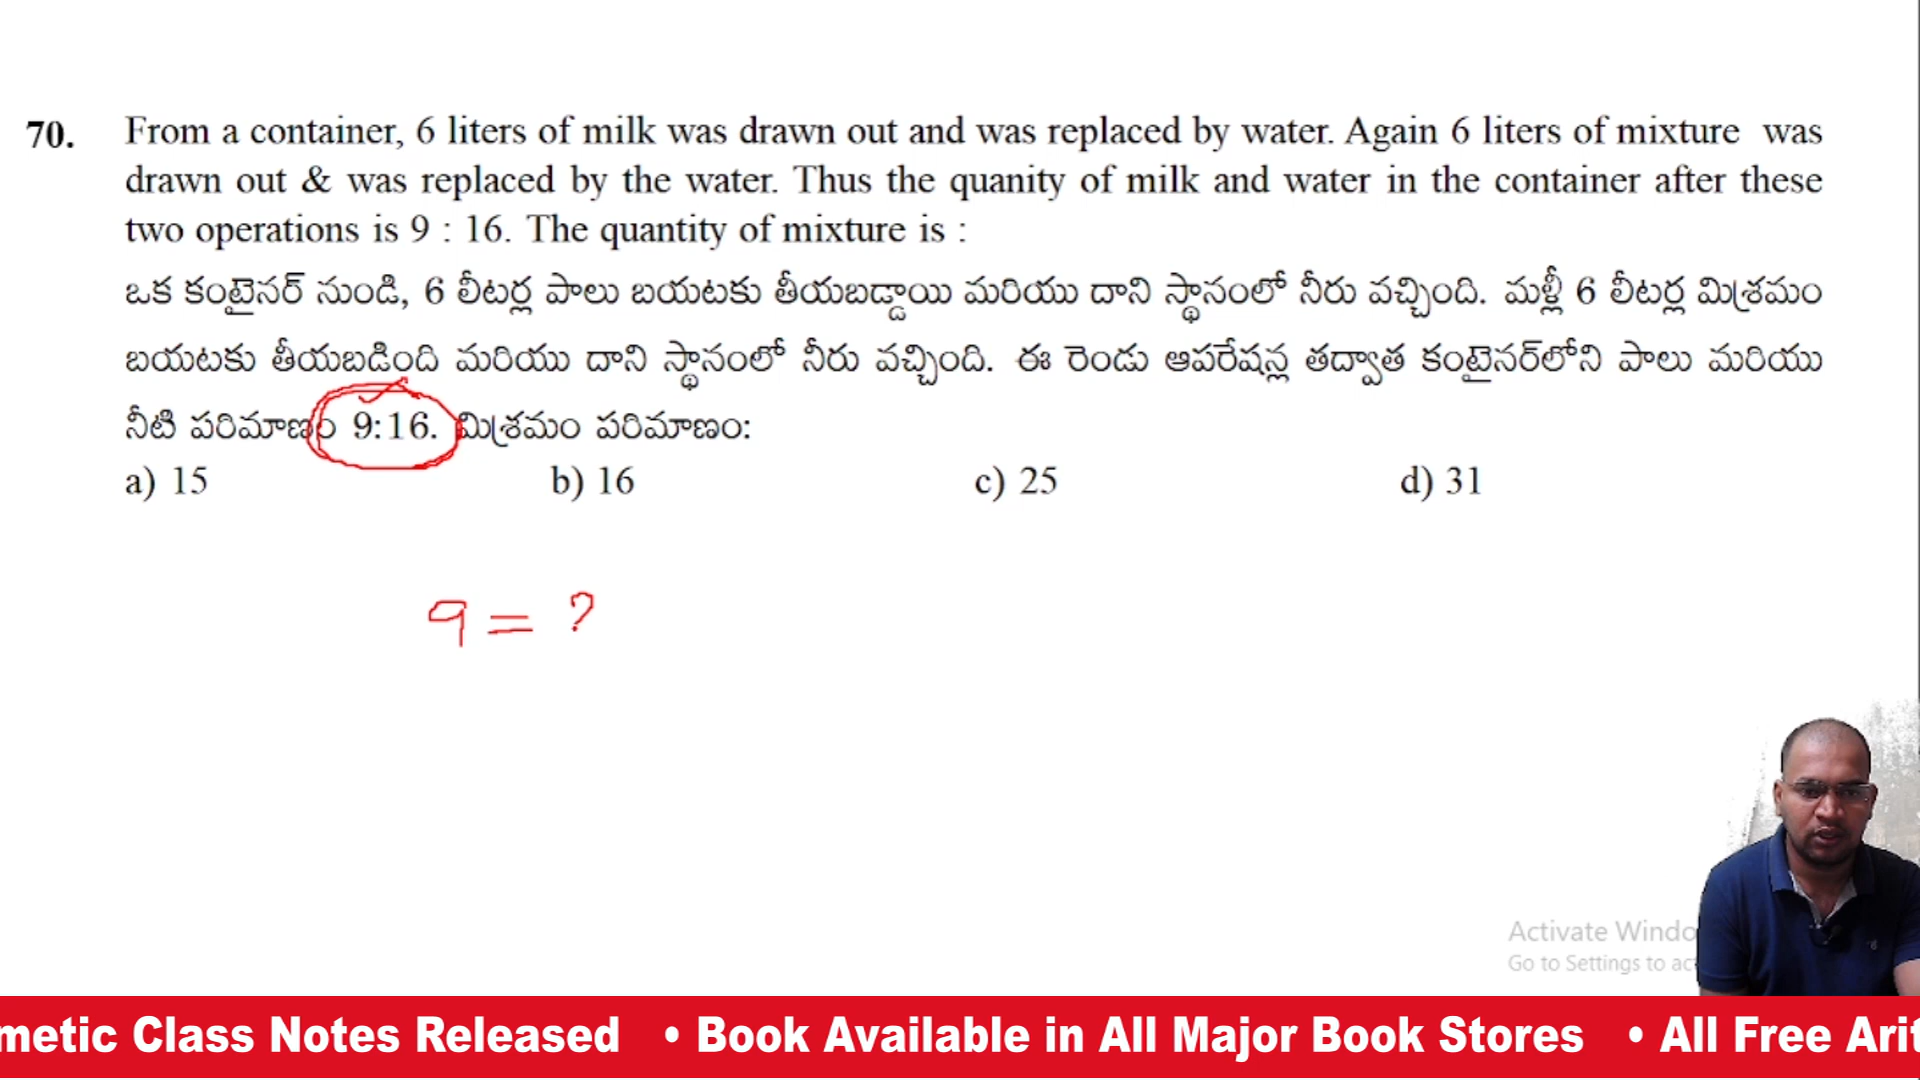 70. From a container, 6 liters of milk was drawn out and was replaced by water. Again 6 liters of mixture was
drawn out & was replaced by the water. Thus the quanity of milk and water in the container after these
two operations is 9 : 16. The quantity of mixture is :
ఒక కంటైనర్ నుండి, 6 లీటర్ల పాలు బయటకు తీయబడ్డాయి మరియు దాని స్థానంలో నీరు వచ్చింది. మళ్లీ 6 లీటర్ల మిశ్రమం
బయటకు తీయబడింది మరియు దాని స్థానంలో నీరు వచ్చింది. ఈ రెండు ఆపరేషన్ల తద్వాత కంటైనర్‌లోని పాలు మరియు
నీటి పరిమాణం 9:16. మిశ్రమం పరిమాణం:
a) 15 b) 16 c) 25 d) 31
9 = ?
Activate Windo
Go to Settings to ac
metic Class Notes Released • Book Available in All Major Book Stores • All Free Arit